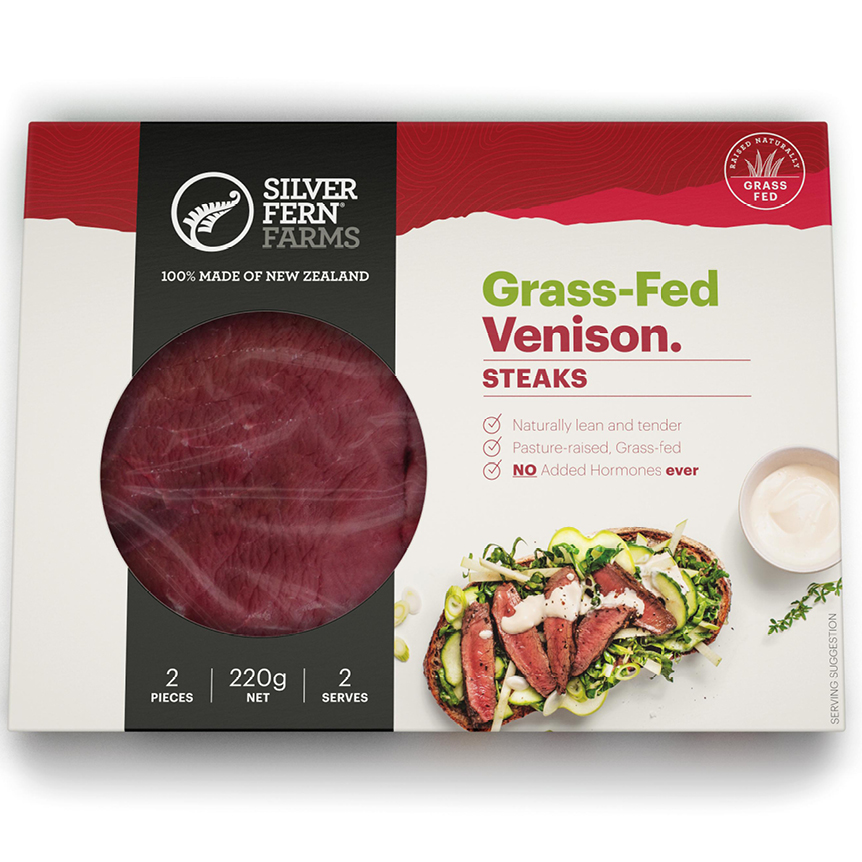 SILVER
FERN®
FARMS
100% MADE OF NEW ZEALAND
RAISED NATURALLY
GRASS
FED
Grass-Fed
Venison.
STEAKS
Naturally lean and tender
Pasture-raised, Grass-fed
NO Added Hormones ever
2
PIECES
220g
NET
2
SERVES
SERVING SUGGESTION